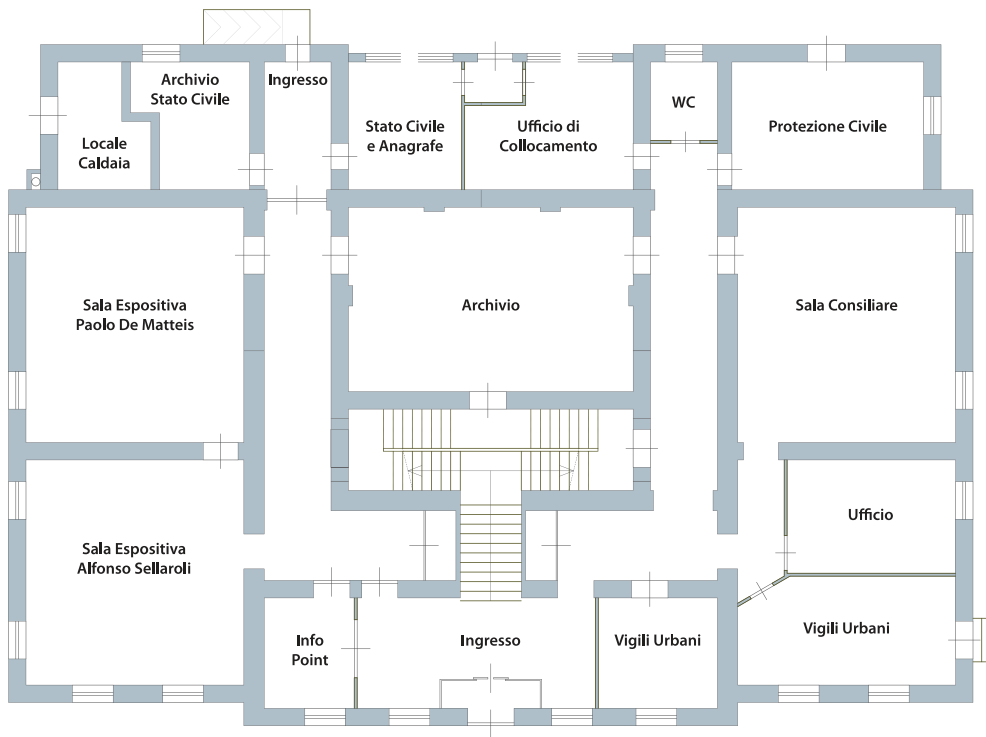 Archivio
Stato Civile
Ingresso
Locale
Caldaia
Stato Civile
e Anagrafe
Ufficio di
Collocamento
WC
Protezione Civile
Sala Espositiva
Paolo De Matteis
Archivio
Sala Consiliare
Sala Espositiva
Alfonso Sellaroli
Ufficio
Info
Point
Ingresso
Vigili Urbani
Vigili Urbani